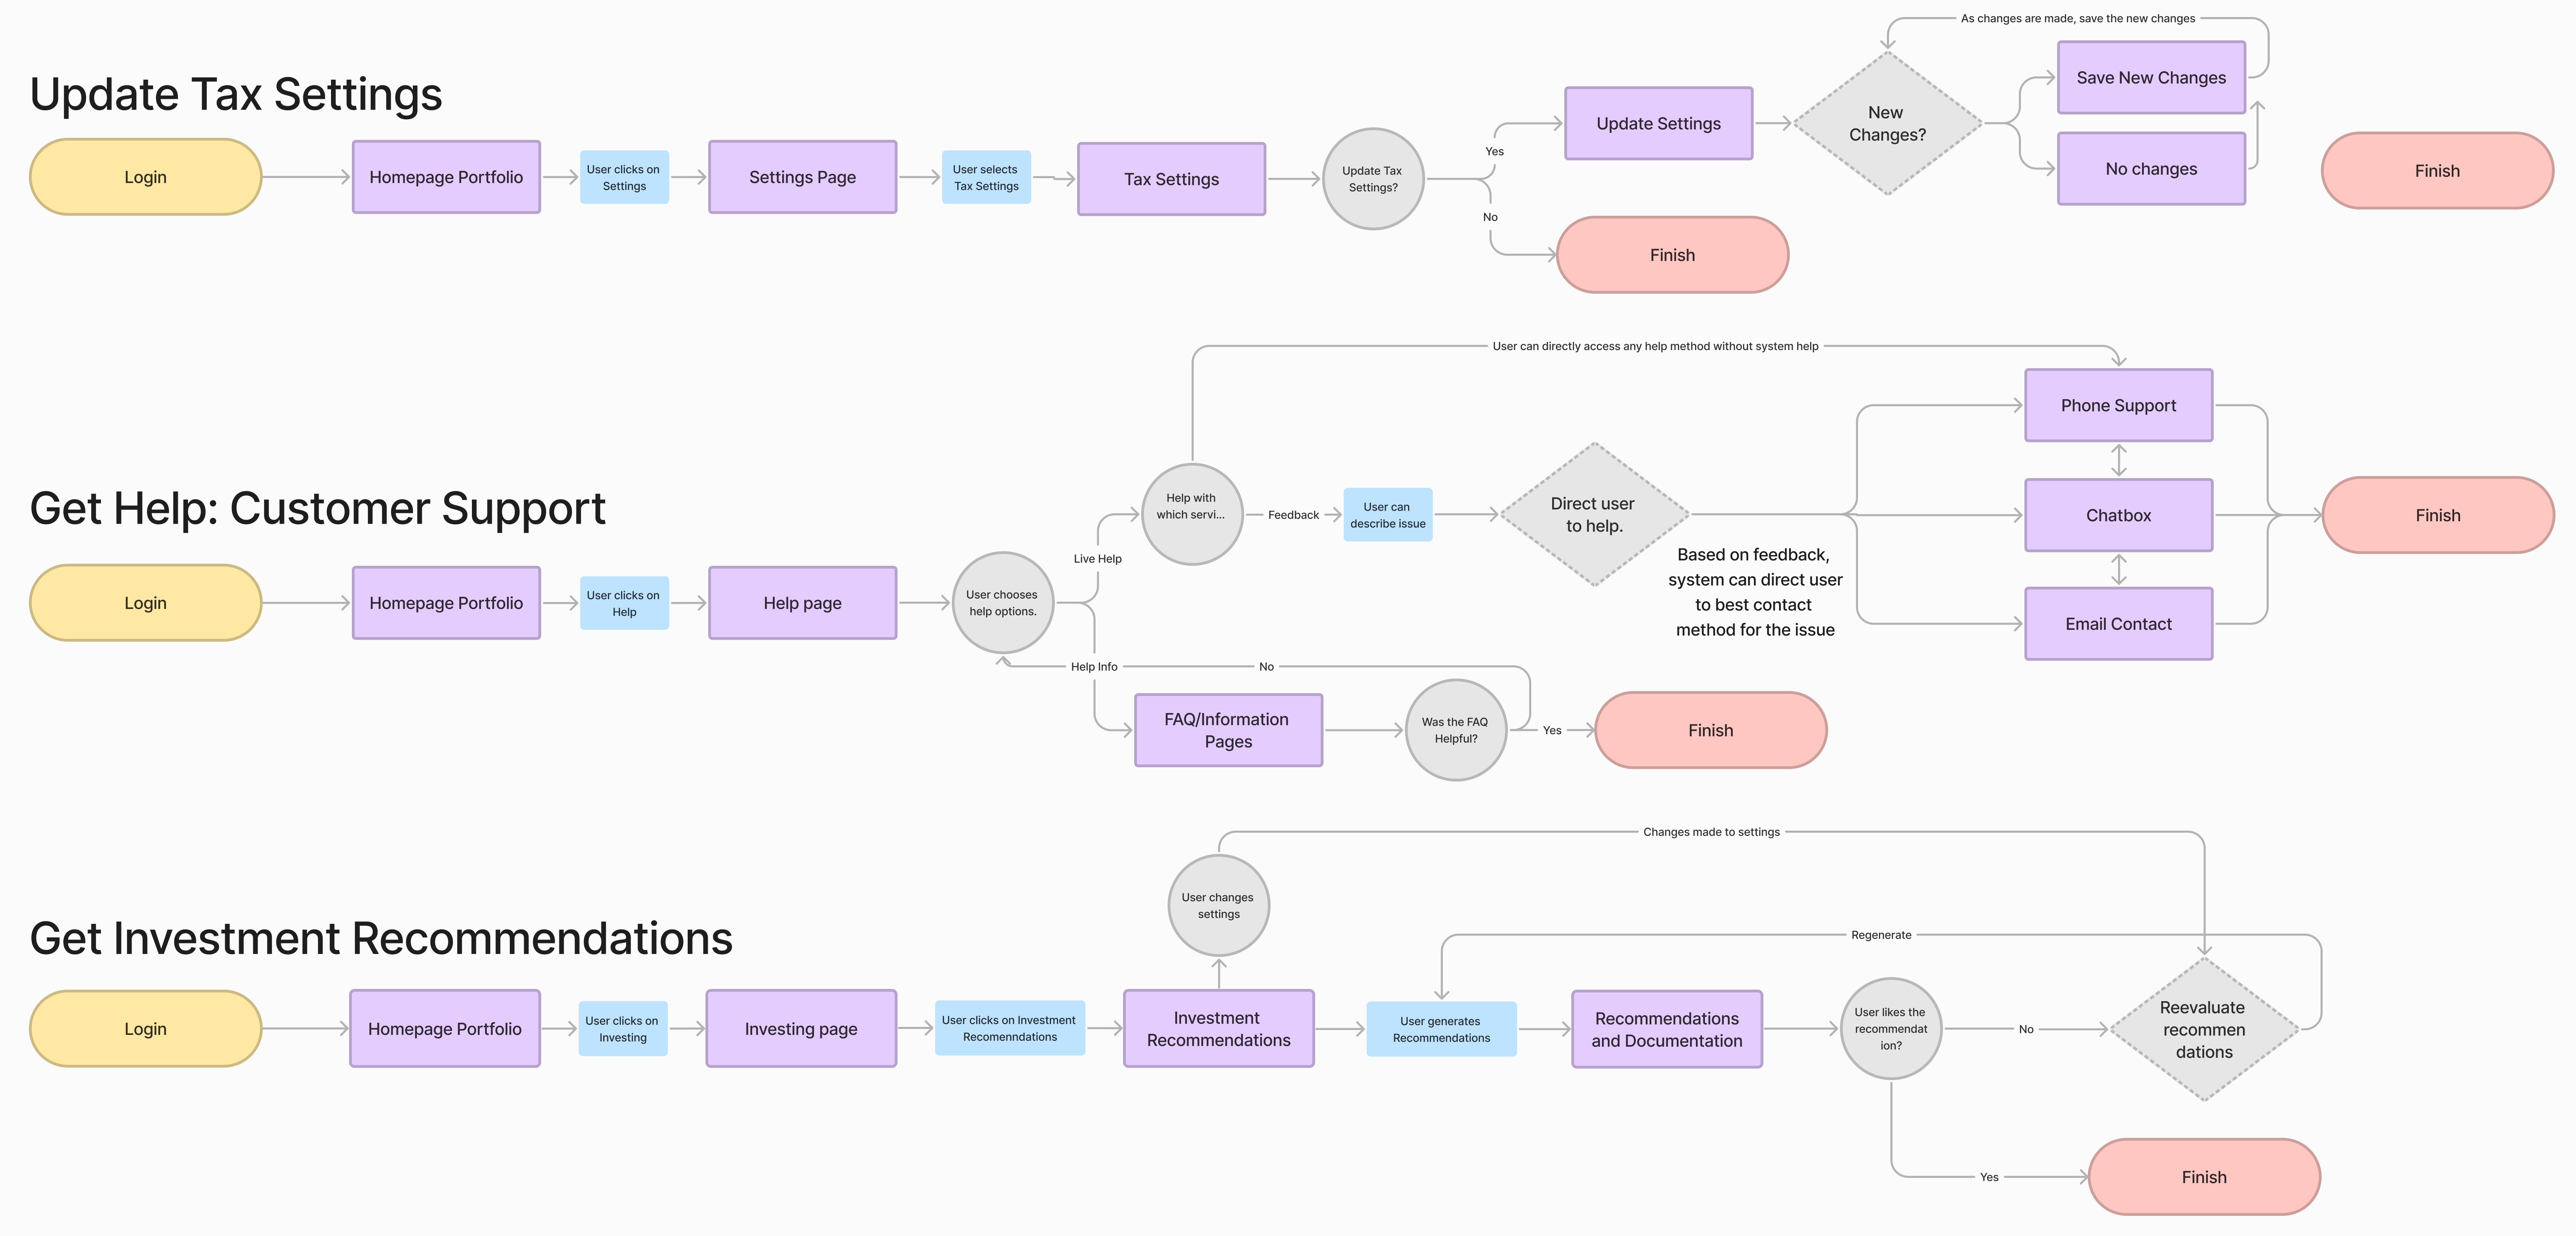 Update Tax Settings
As changes are made, save the new changes
Login
Homepage Portfolio
User clicks on
Settings
Settings Page
User selects
Tax Settings
Tax Settings
Update Tax
Settings?
Yes
No
Update Settings
Finish
New
Changes?
Save New Changes
No changes
Finish
Get Help: Customer Support
Login
Homepage Portfolio
User clicks on
Help
Help page
User chooses
help options.
Live Help
Help Info
User can directly access any help method without system help
Help with
which servi...
Feedback
User can
describe issue
Direct user
to help.
Based on feedback,
system can direct user
to best contact
method for the issue
Phone Support
Chatbox
Email Contact
Finish
No
FAQ/Information
Pages
Was the FAQ
Helpful?
Yes
Finish
Get Investment Recommendations
Login
Homepage Portfolio
User clicks on
Investing
Investing page
User clicks on Investment
Recomenndations
Investment
Recommendations
User changes
settings
Changes made to settings
Regenerate
User generates
Recommendations
Recommendations
and Documentation
User likes the
recommendat
ion?
No
Reevaluate
recommen
dations
Yes
Finish